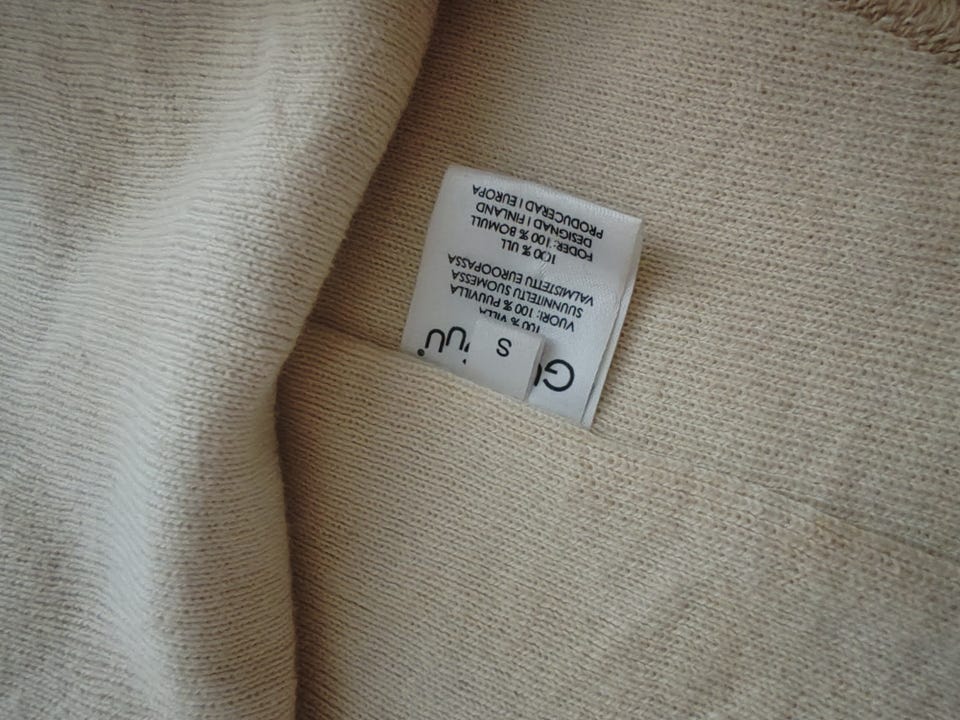 S
100 % VILLA
VUORI: 100 % PUUVILLA
SUUNNITELTU SUOMESSA
VALMISTETTU EUROOPASSA
100 % ULL
FODER: 100 % BOMULL
DESIGNAD I FINLAND
PRODUCERAD I EUROPA